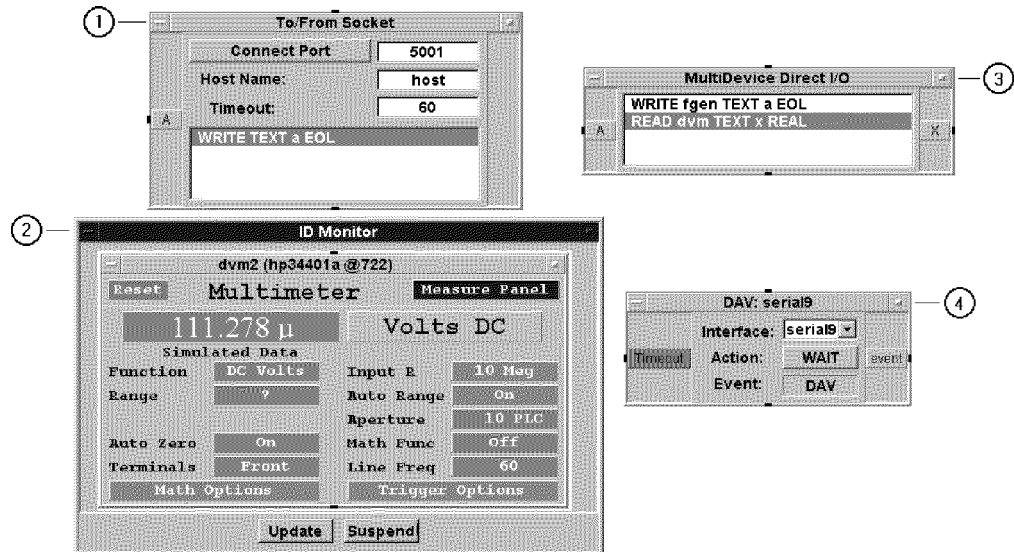 1
To/From Socket
Connect Port 5001
Host Name: host
Timeout: 60
A
WRITE TEXT a EOL
MultiDevice Direct I/O
3
WRITE fgen TEXT a EOL
READ dvm TEXT x REAL
A
X
2
ID Monitor
dvm2 (hp34401a @722)
Reset Multimeter Measure Panel
111.278 μ Volts DC
Simulated Data
Function DC Volts Input R 10 Meg
Range ? Auto Range On
Aperture 10 PLC
Auto Zero On Math Func Off
Terminals Front Line Freq 60
Math Options Trigger Options
Update Suspend
DAV: serial9
4
Interface: serial9
Timeout Action: WAIT event
Event: DAV